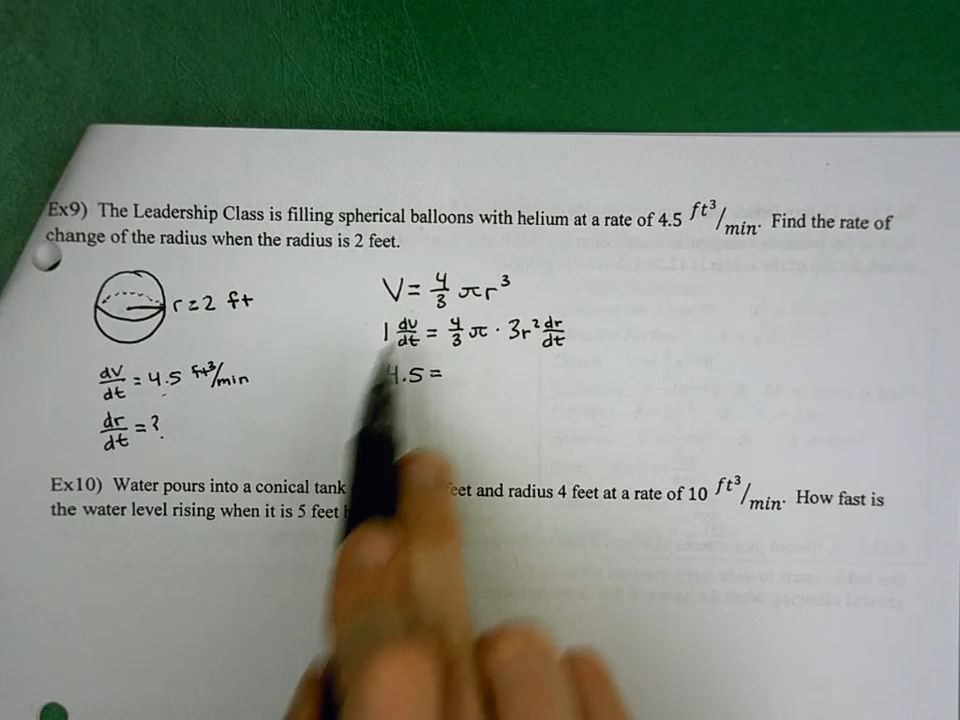 Ex9) The Leadership Class is filling spherical balloons with helium at a rate of 4.5 ft³/min. Find the rate of
change of the radius when the radius is 2 feet.
r=2 ft
V = 4/3 πr³
1 dv/dt = 4/3 π · 3r² dr/dt
dv/dt = 4.5 ft³/min
4.5 =
dr/dt = ?
Ex10) Water pours into a conical tank eet and radius 4 feet at a rate of 10 ft³/min. How fast is
the water level rising when it is 5 feet